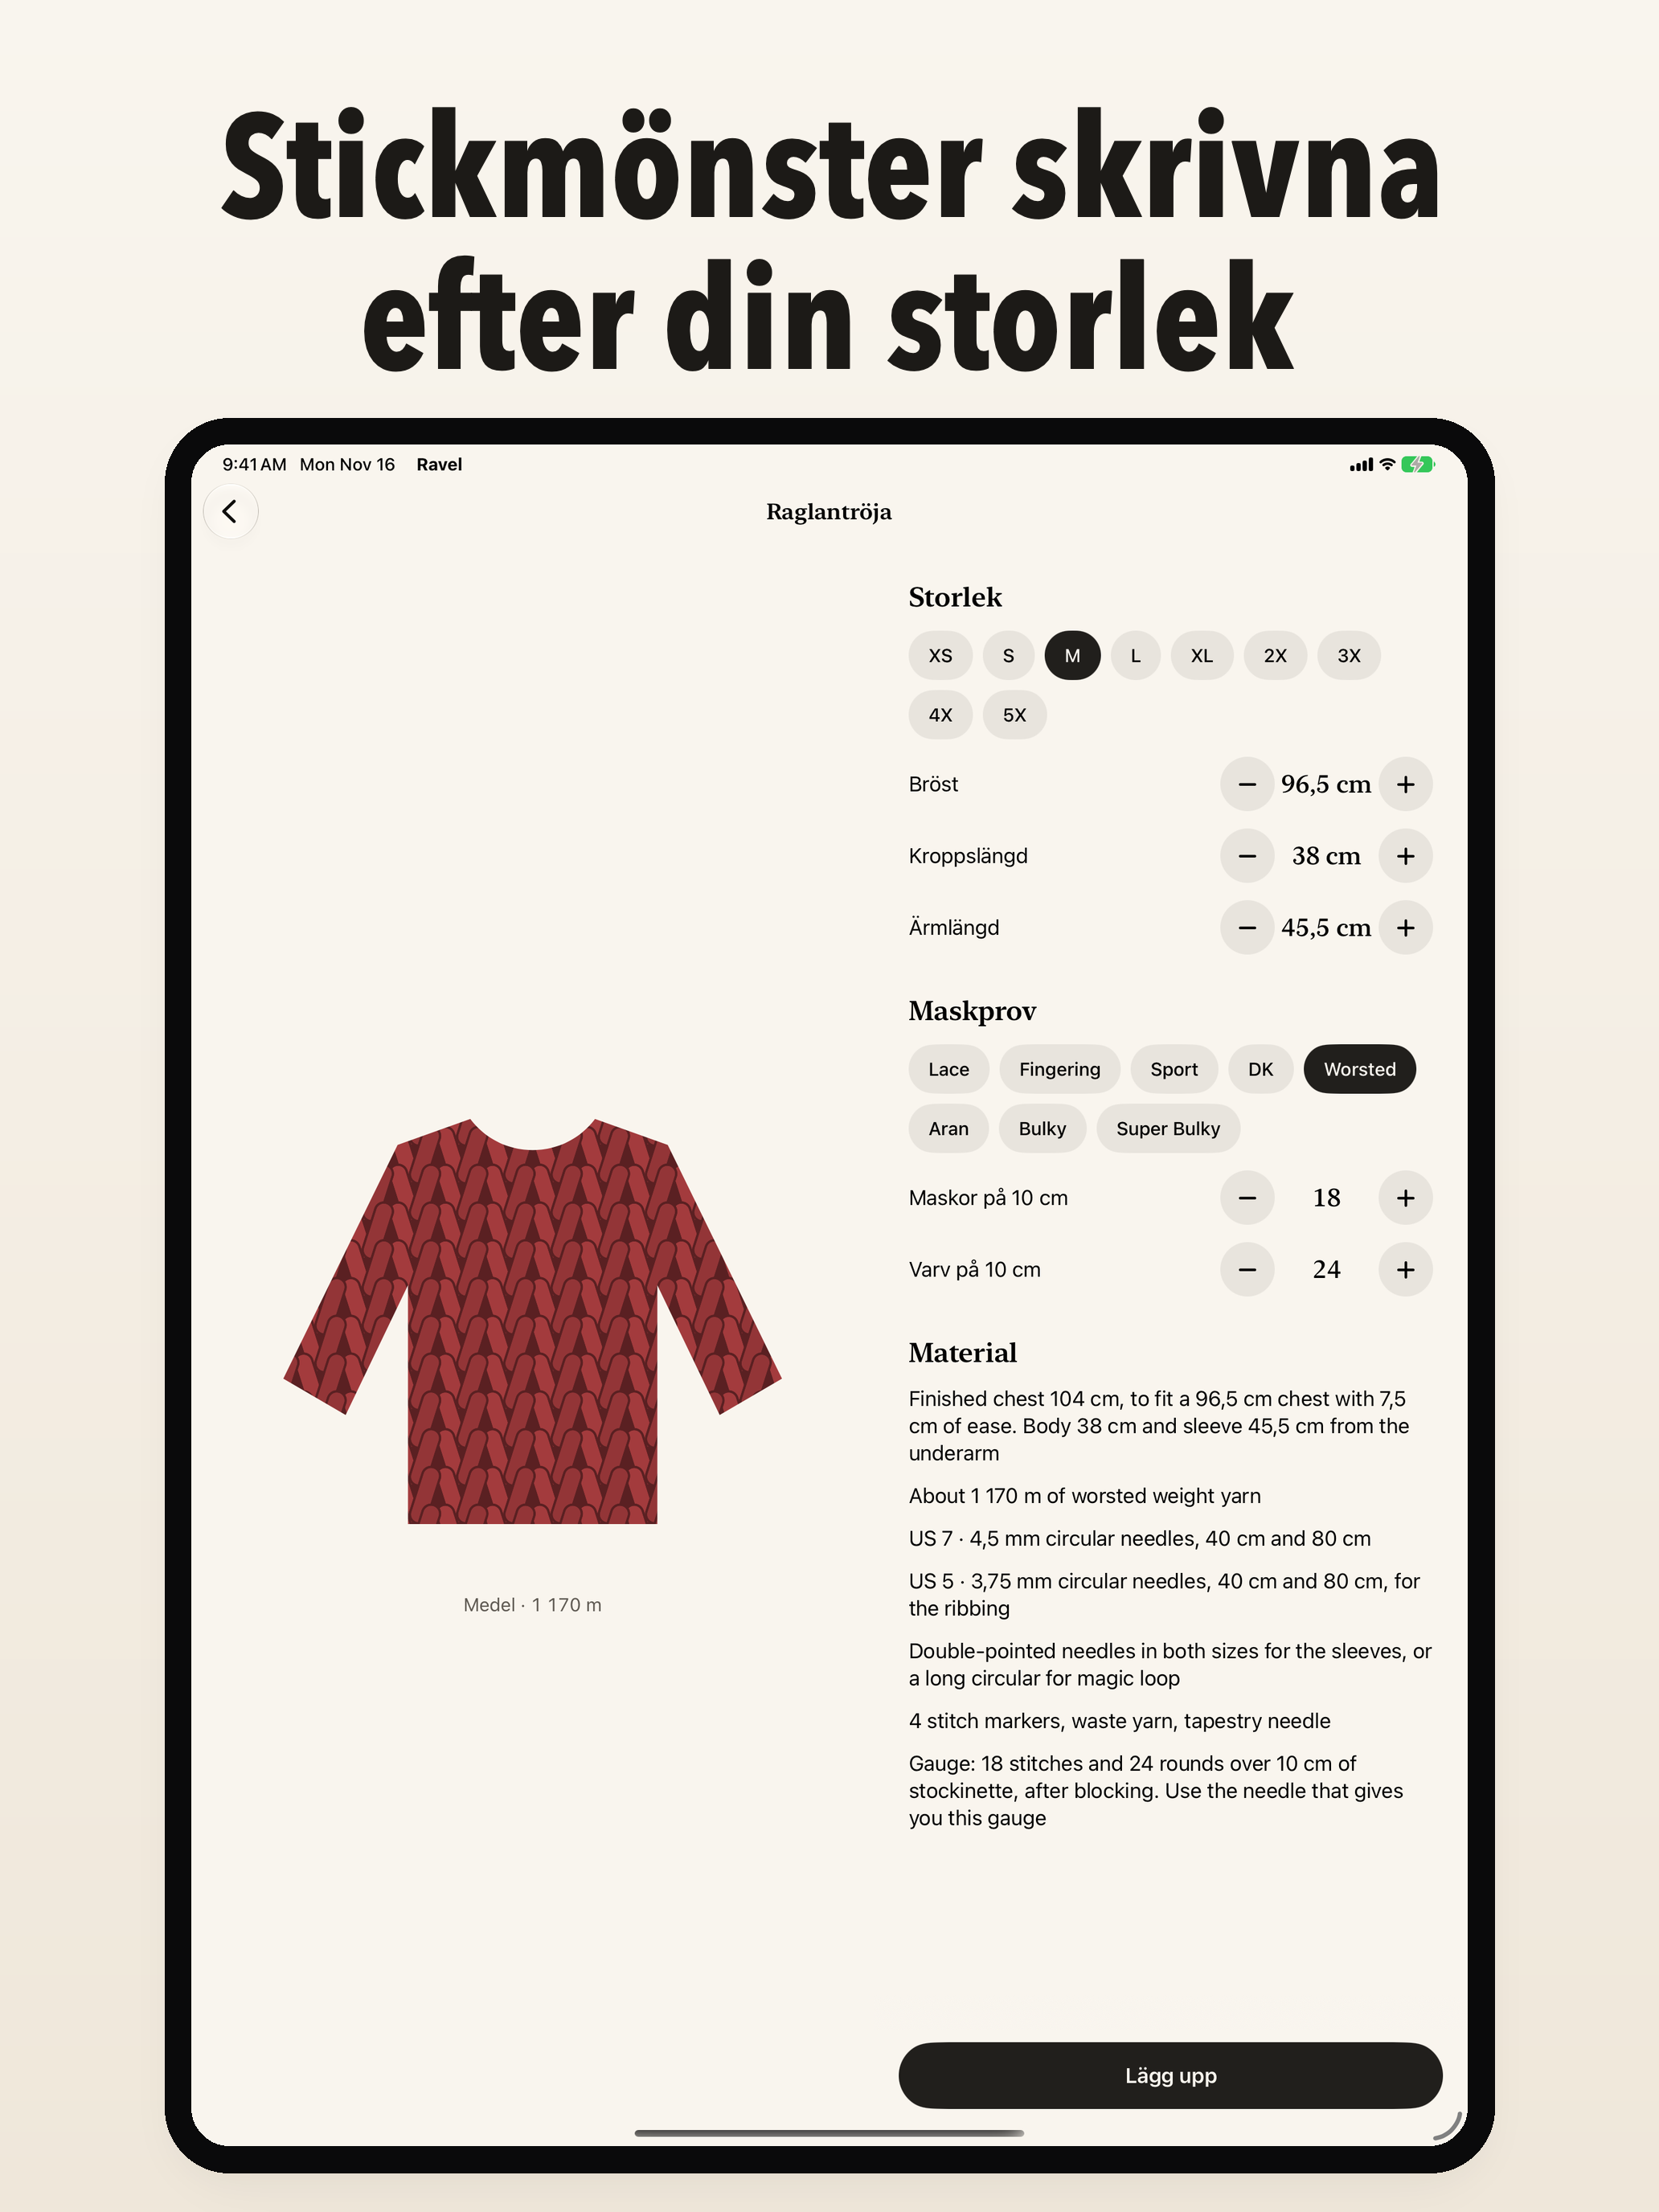 Stickmönster skrivna
efter din storlek
9:41 AM Mon Nov 16 Ravel
Raglantröja
Storlek
XS S M L XL 2X 3X
4X 5X
Bröst − 96,5 cm +
Kroppslängd − 38 cm +
Ärmlängd − 45,5 cm +
Maskprov
Lace Fingering Sport DK Worsted
Aran Bulky Super Bulky
Maskor på 10 cm − 18 +
Varv på 10 cm − 24 +
Material
Finished chest 104 cm, to fit a 96,5 cm chest with 7,5
cm of ease. Body 38 cm and sleeve 45,5 cm from the
underarm
About 1 170 m of worsted weight yarn
US 7 · 4,5 mm circular needles, 40 cm and 80 cm
US 5 · 3,75 mm circular needles, 40 cm and 80 cm, for
the ribbing
Double-pointed needles in both sizes for the sleeves, or
a long circular for magic loop
4 stitch markers, waste yarn, tapestry needle
Gauge: 18 stitches and 24 rounds over 10 cm of
stockinette, after blocking. Use the needle that gives
you this gauge
Medel · 1 170 m
Lägg upp